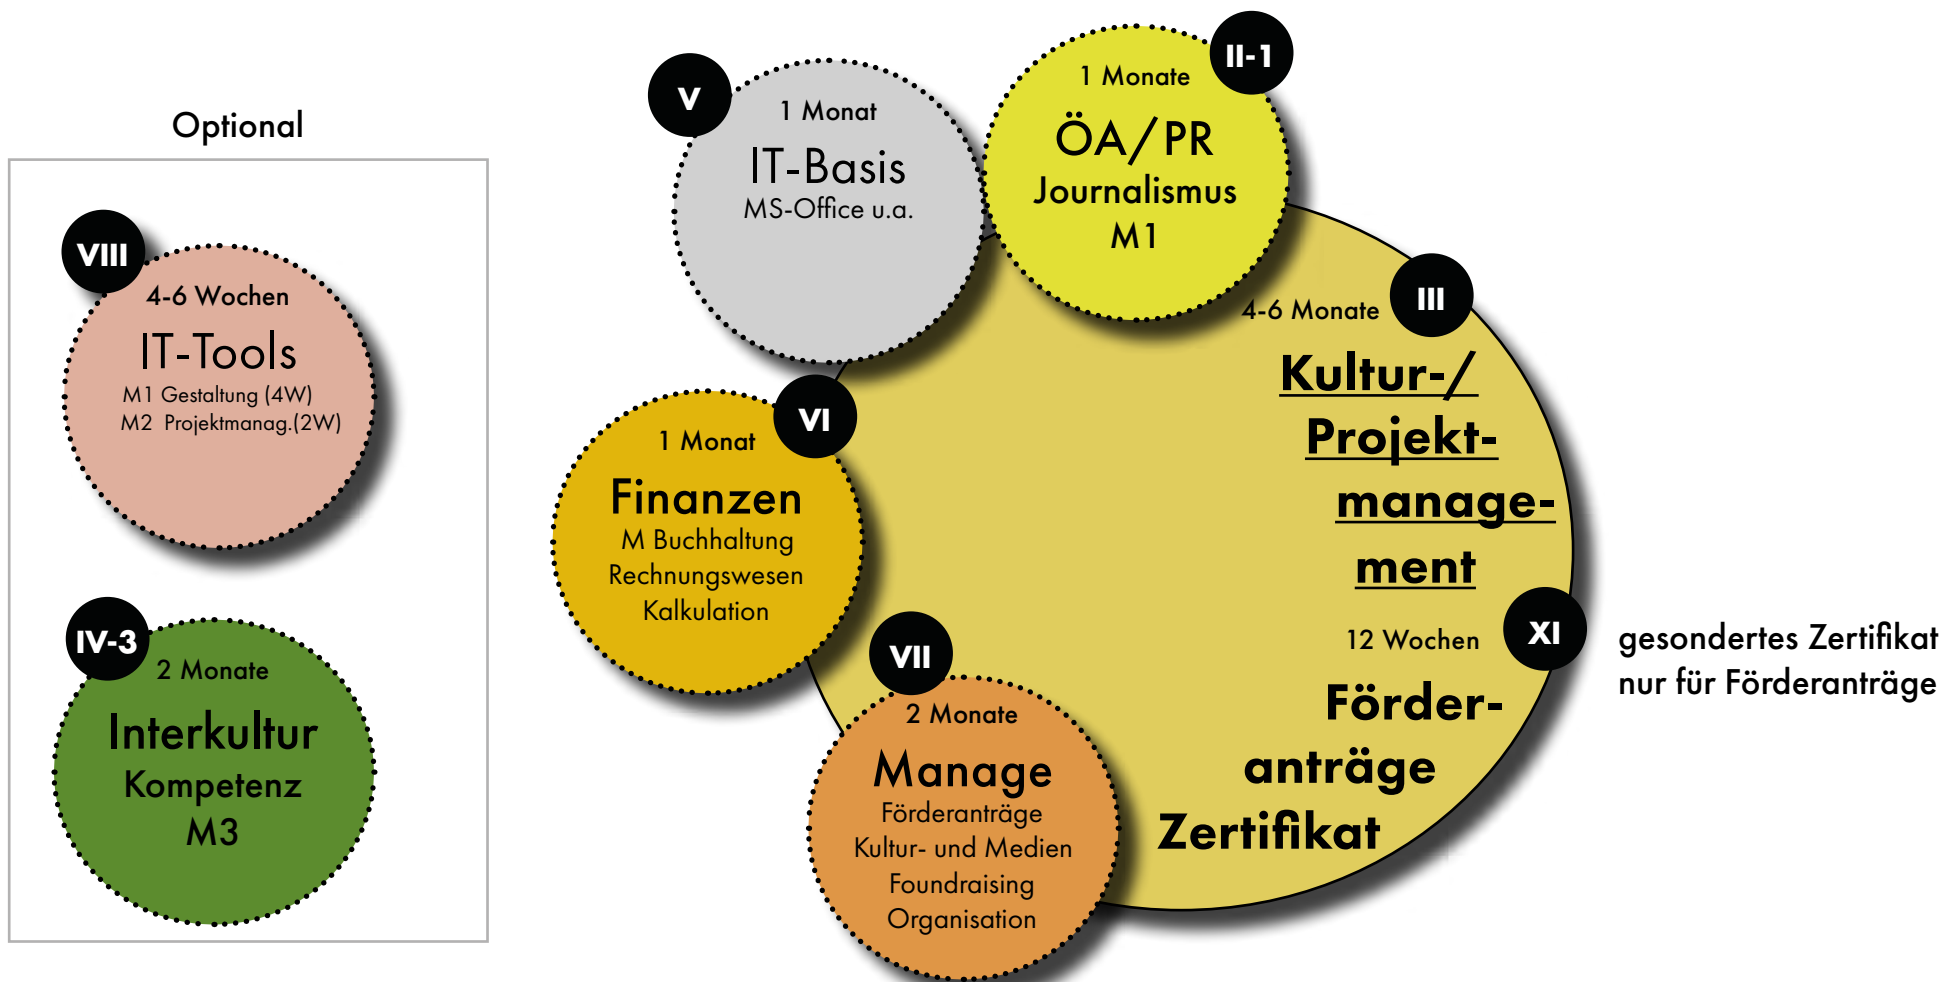 Optional
VIII
4-6 Wochen
IT-Tools
M1 Gestaltung (4W)
M2 Projektmanag.(2W)
IV-3
2 Monate
Interkultur
Kompetenz
M3
V
1 Monat
IT-Basis
MS-Office u.a.
II-1
1 Monate
ÖA/PR
Journalismus
M1
VI
1 Monat
Finanzen
M Buchhaltung
Rechnungswesen
Kalkulation
VII
2 Monate
Manage
Förderanträge
Kultur- und Medien
Foundraising
Organisation
III
4-6 Monate
Kultur-/
Projekt-
manage-
ment
XI
12 Wochen
Förder-
anträge
Zertifikat
gesondertes Zertifikat
nur für Förderanträge